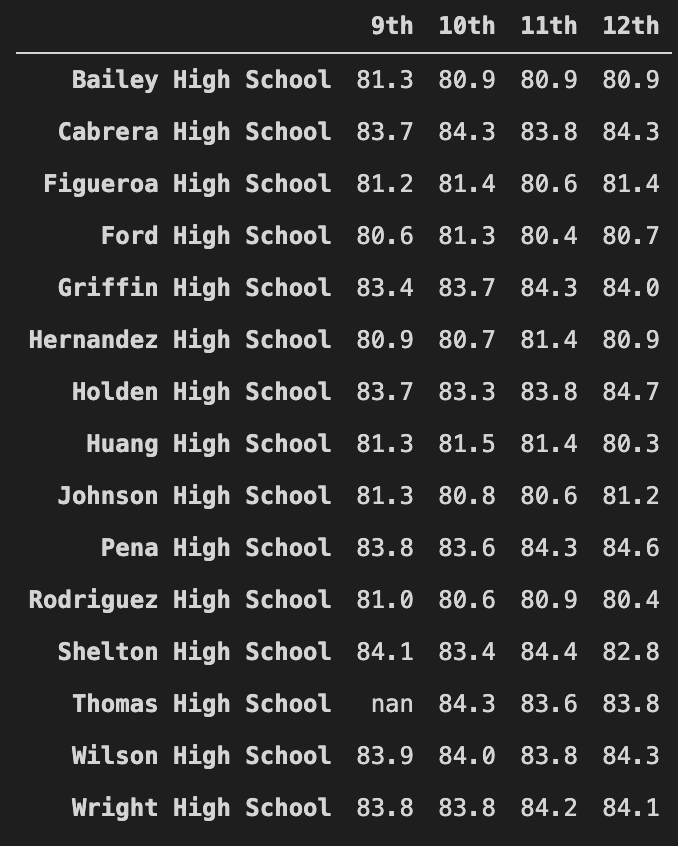 9th 10th 11th 12th
Bailey High School 81.3 80.9 80.9 80.9
Cabrera High School 83.7 84.3 83.8 84.3
Figueroa High School 81.2 81.4 80.6 81.4
Ford High School 80.6 81.3 80.4 80.7
Griffin High School 83.4 83.7 84.3 84.0
Hernandez High School 80.9 80.7 81.4 80.9
Holden High School 83.7 83.3 83.8 84.7
Huang High School 81.3 81.5 81.4 80.3
Johnson High School 81.3 80.8 80.6 81.2
Pena High School 83.8 83.6 84.3 84.6
Rodriguez High School 81.0 80.6 80.9 80.4
Shelton High School 84.1 83.4 84.4 82.8
Thomas High School nan 84.3 83.6 83.8
Wilson High School 83.9 84.0 83.8 84.3
Wright High School 83.8 83.8 84.2 84.1